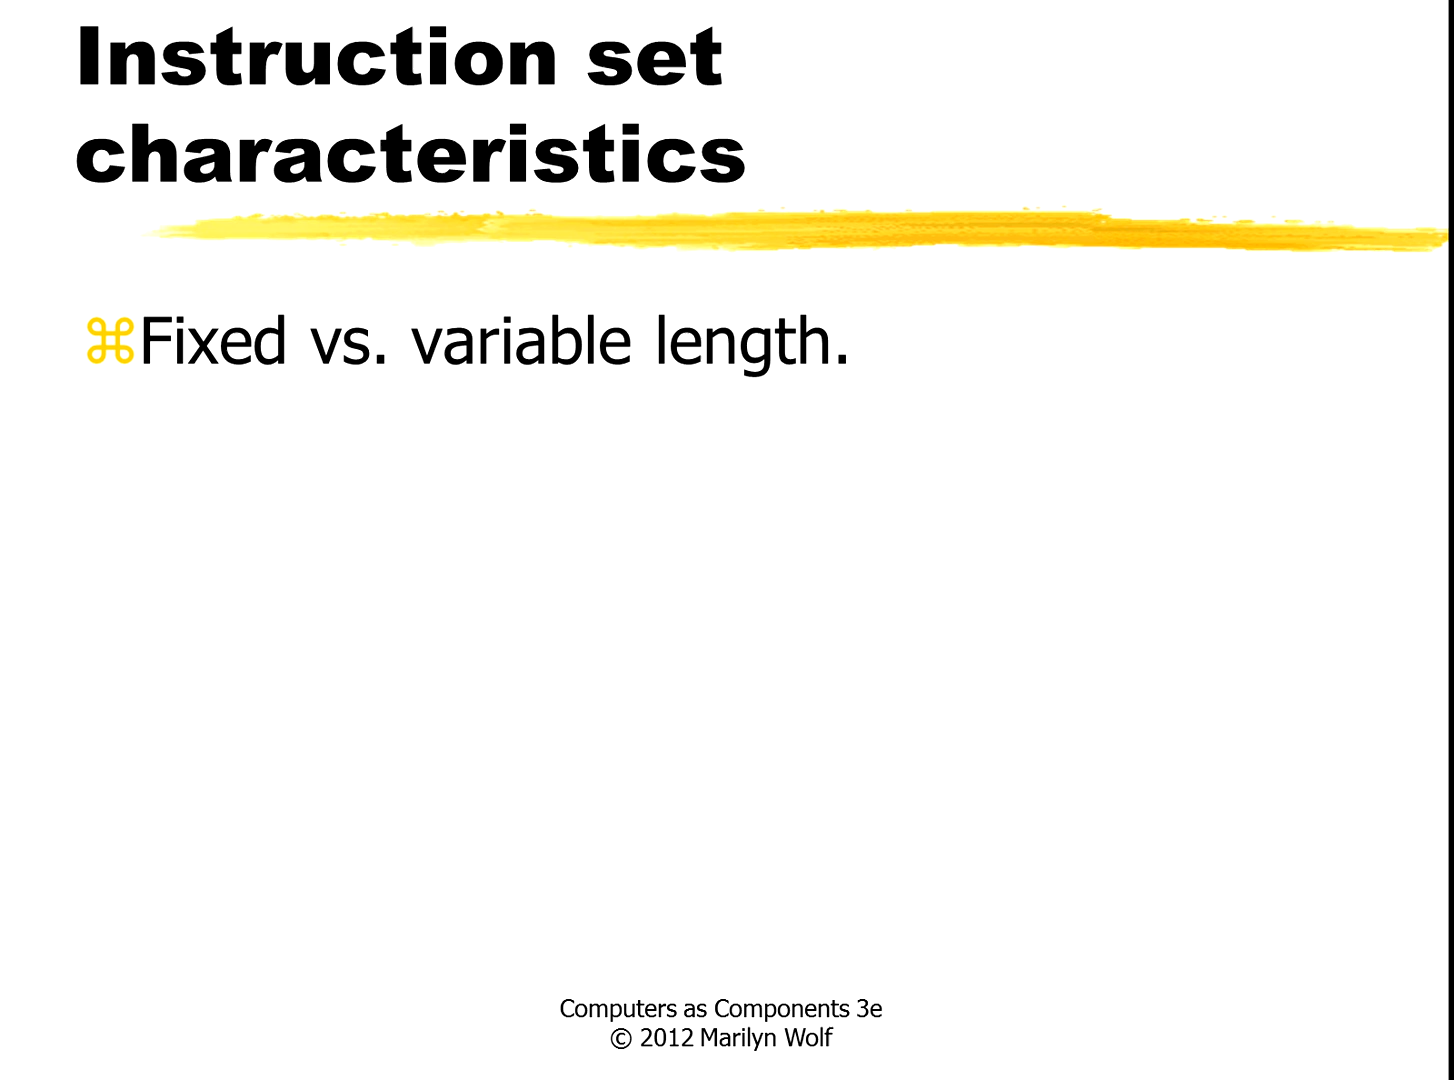 Instruction set
characteristics
⌘Fixed vs. variable length.
Computers as Components 3e
© 2012 Marilyn Wolf